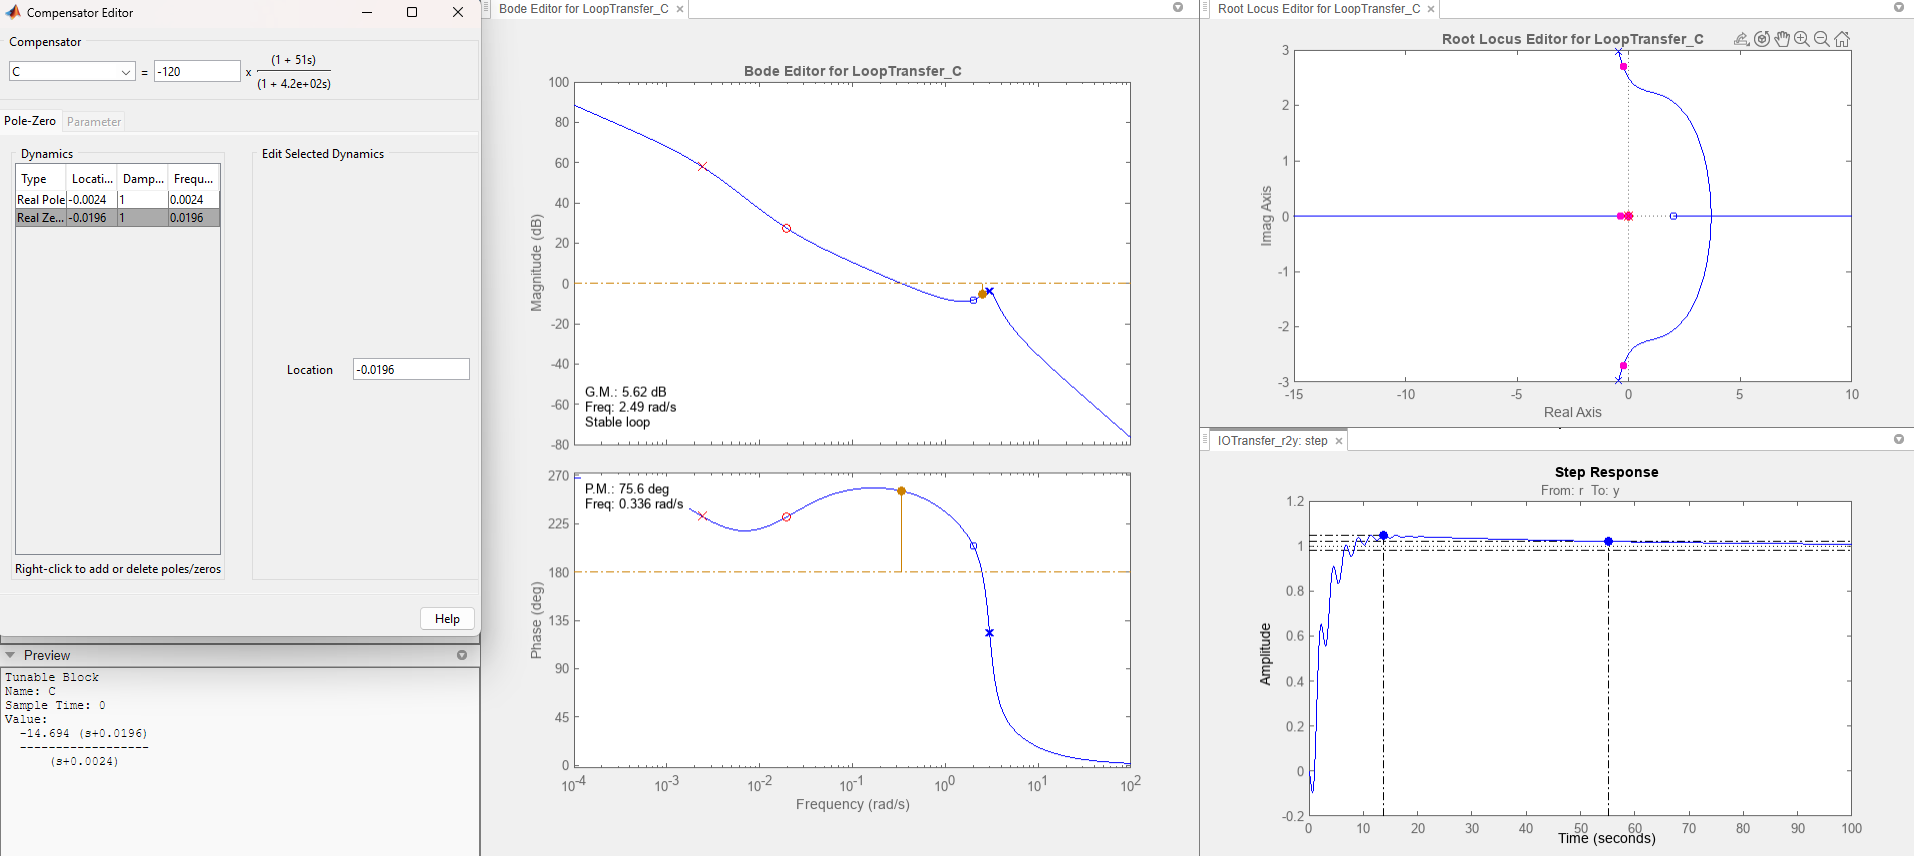 Compensator Editor
Compensator
C = -120 x (1 + 51s)
(1 + 4.2e+02s)
Pole-Zero Parameter
Dynamics
Type Locati... Damp... Frequ...
Real Pole -0.0024 1 0.0024
Real Ze... -0.0196 1 0.0196
Right-click to add or delete poles/zeros
Edit Selected Dynamics
Location -0.0196
Help
Preview
Tunable Block
Name: C
Sample Time: 0
Value:
-14.694 (s+0.0196)
------------------
(s+0.0024)
Bode Editor for LoopTransfer_C
Bode Editor for LoopTransfer_C
Magnitude (dB)
100
80
60
40
20
0
-20
-40
-60
-80
G.M.: 5.62 dB
Freq: 2.49 rad/s
Stable loop
Phase (deg)
270
225
180
135
90
45
0
P.M.: 75.6 deg
Freq: 0.336 rad/s
10-4 10-3 10-2 10-1 100 101 102
Frequency (rad/s)
Root Locus Editor for LoopTransfer_C
Root Locus Editor for LoopTransfer_C
Imag Axis
3
2
1
0
-1
-2
-3
-15 -10 -5 0 5 10
Real Axis
IOTransfer_r2y: step
Step Response
From: r To: y
Amplitude
1.2
1
0.8
0.6
0.4
0.2
0
-0.2
0 10 20 30 40 50 60 70 80 90 100
Time (seconds)